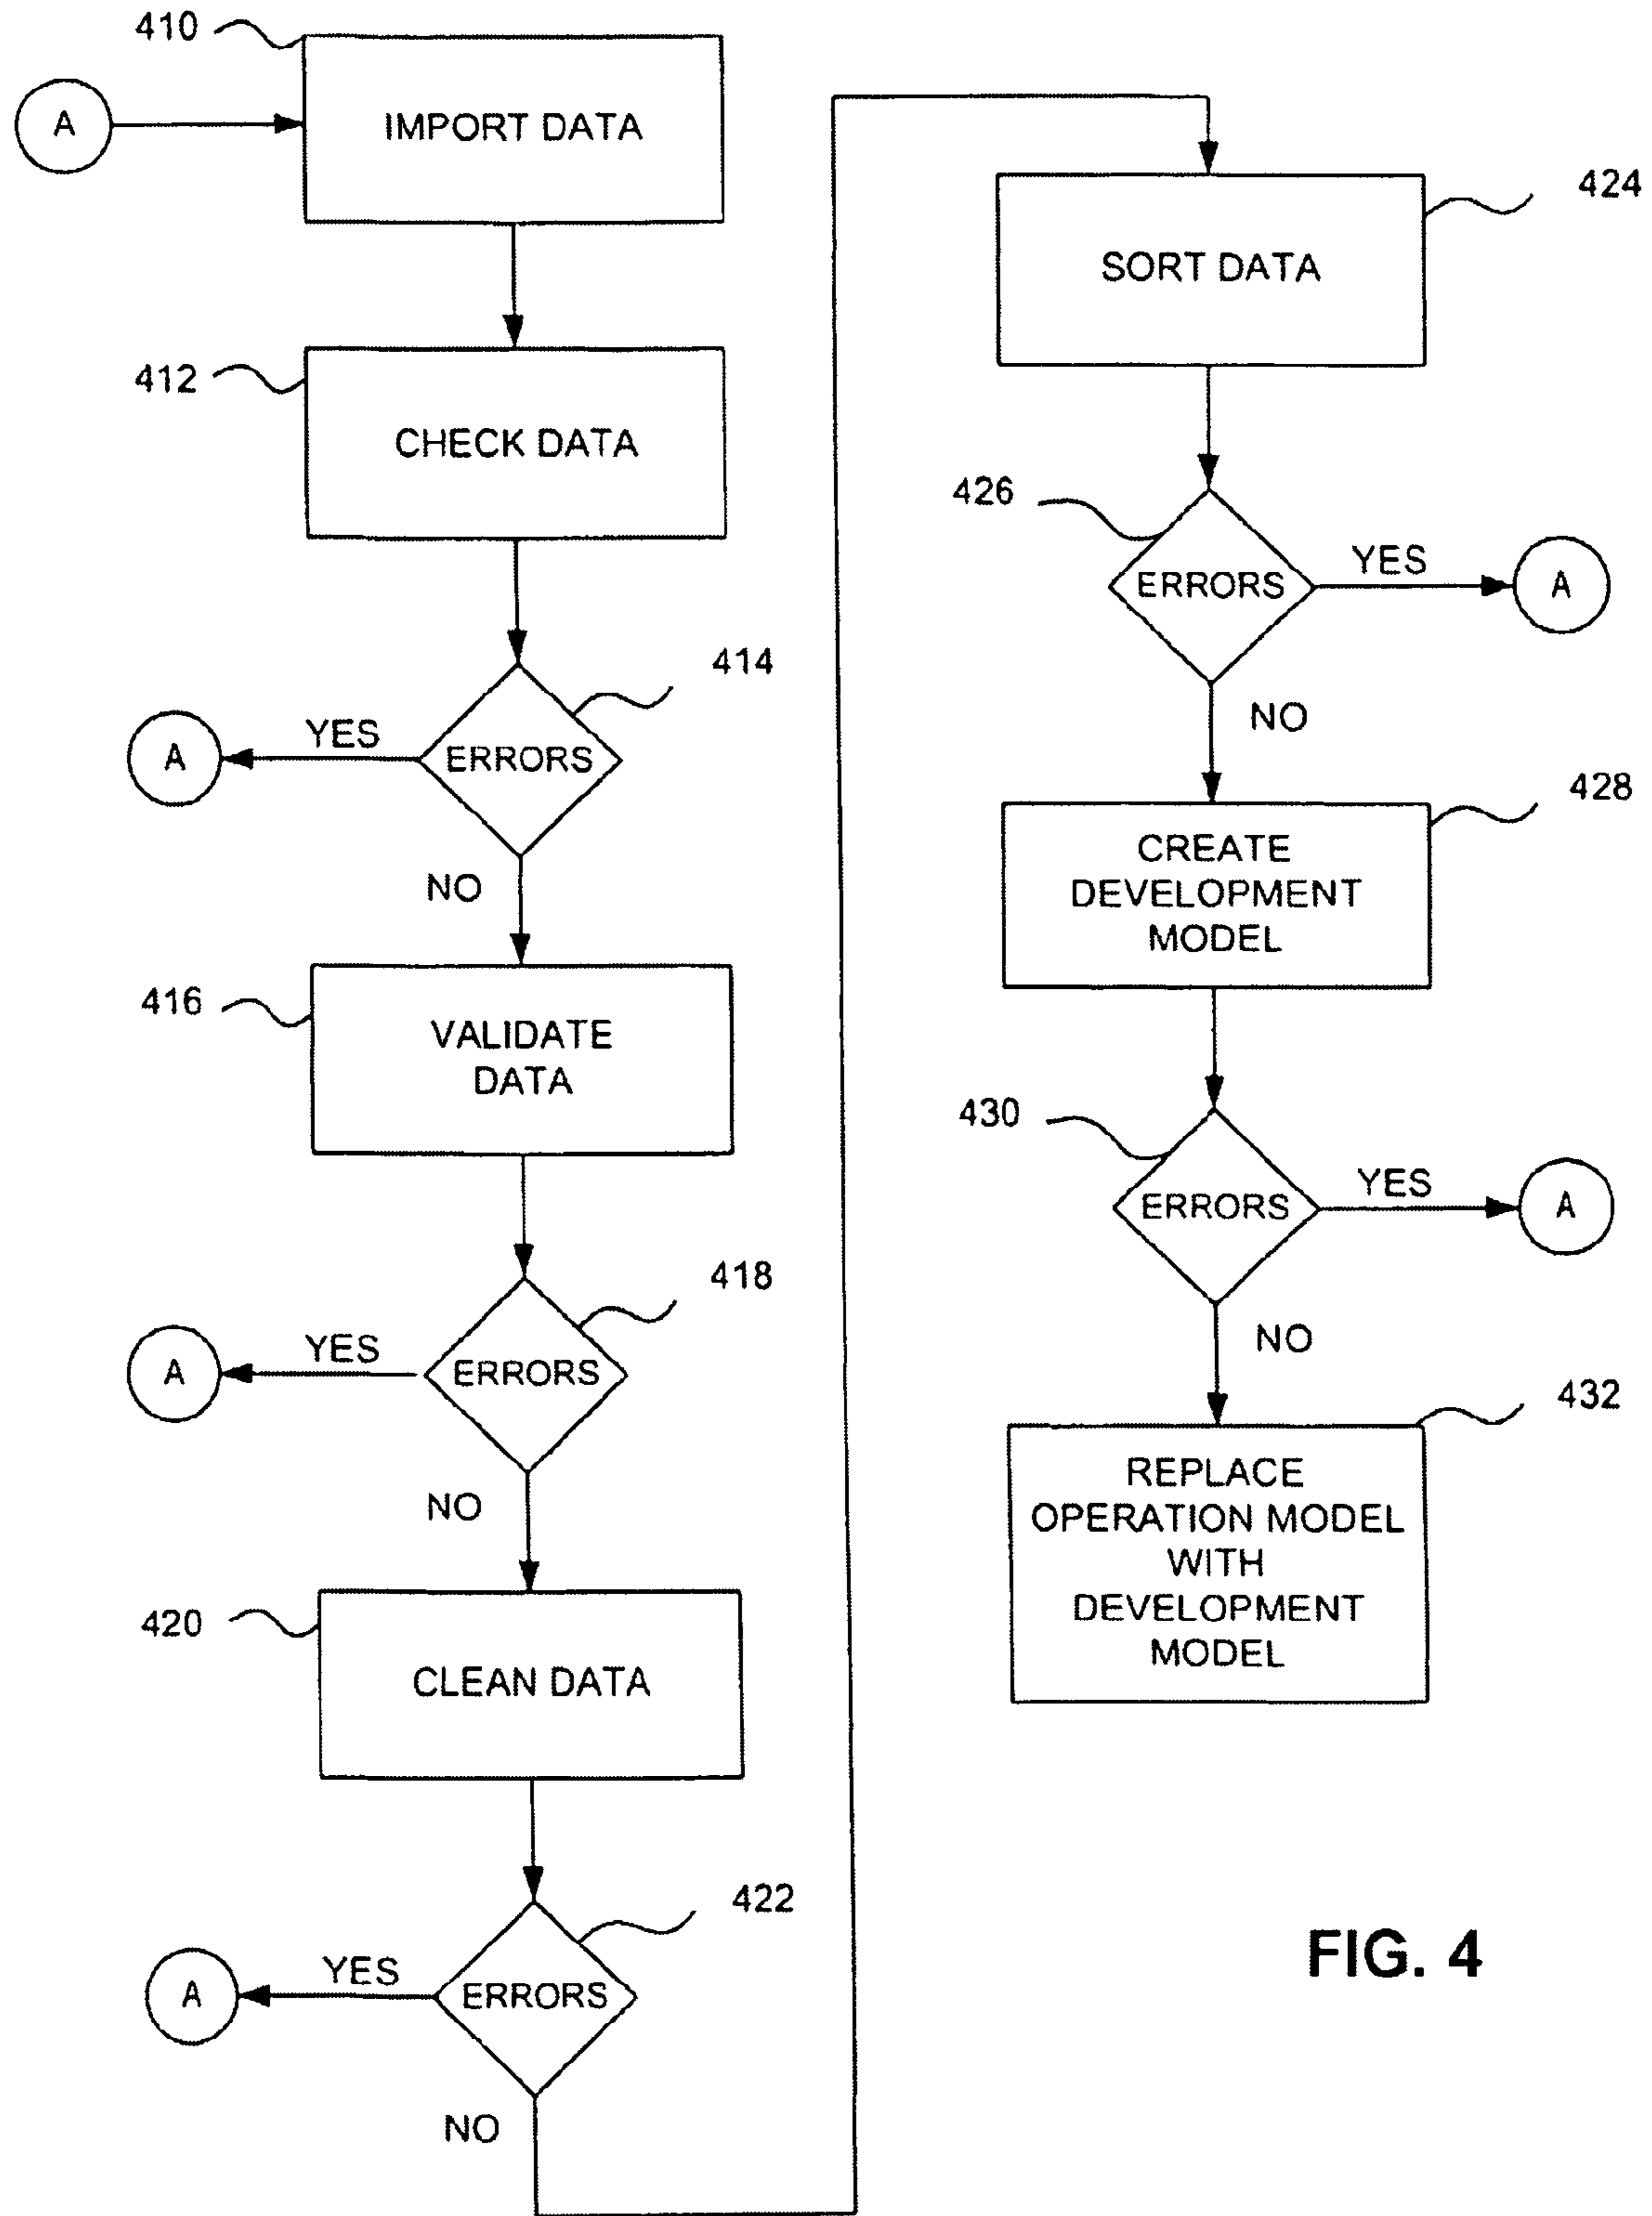 410
A
IMPORT DATA
412
CHECK DATA
414
ERRORS
YES
A
NO
416
VALIDATE
DATA
418
ERRORS
YES
A
NO
420
CLEAN DATA
422
ERRORS
YES
A
NO
424
SORT DATA
426
ERRORS
YES
A
NO
428
CREATE
DEVELOPMENT
MODEL
430
ERRORS
YES
A
NO
432
REPLACE
OPERATION MODEL
WITH
DEVELOPMENT
MODEL
FIG. 4